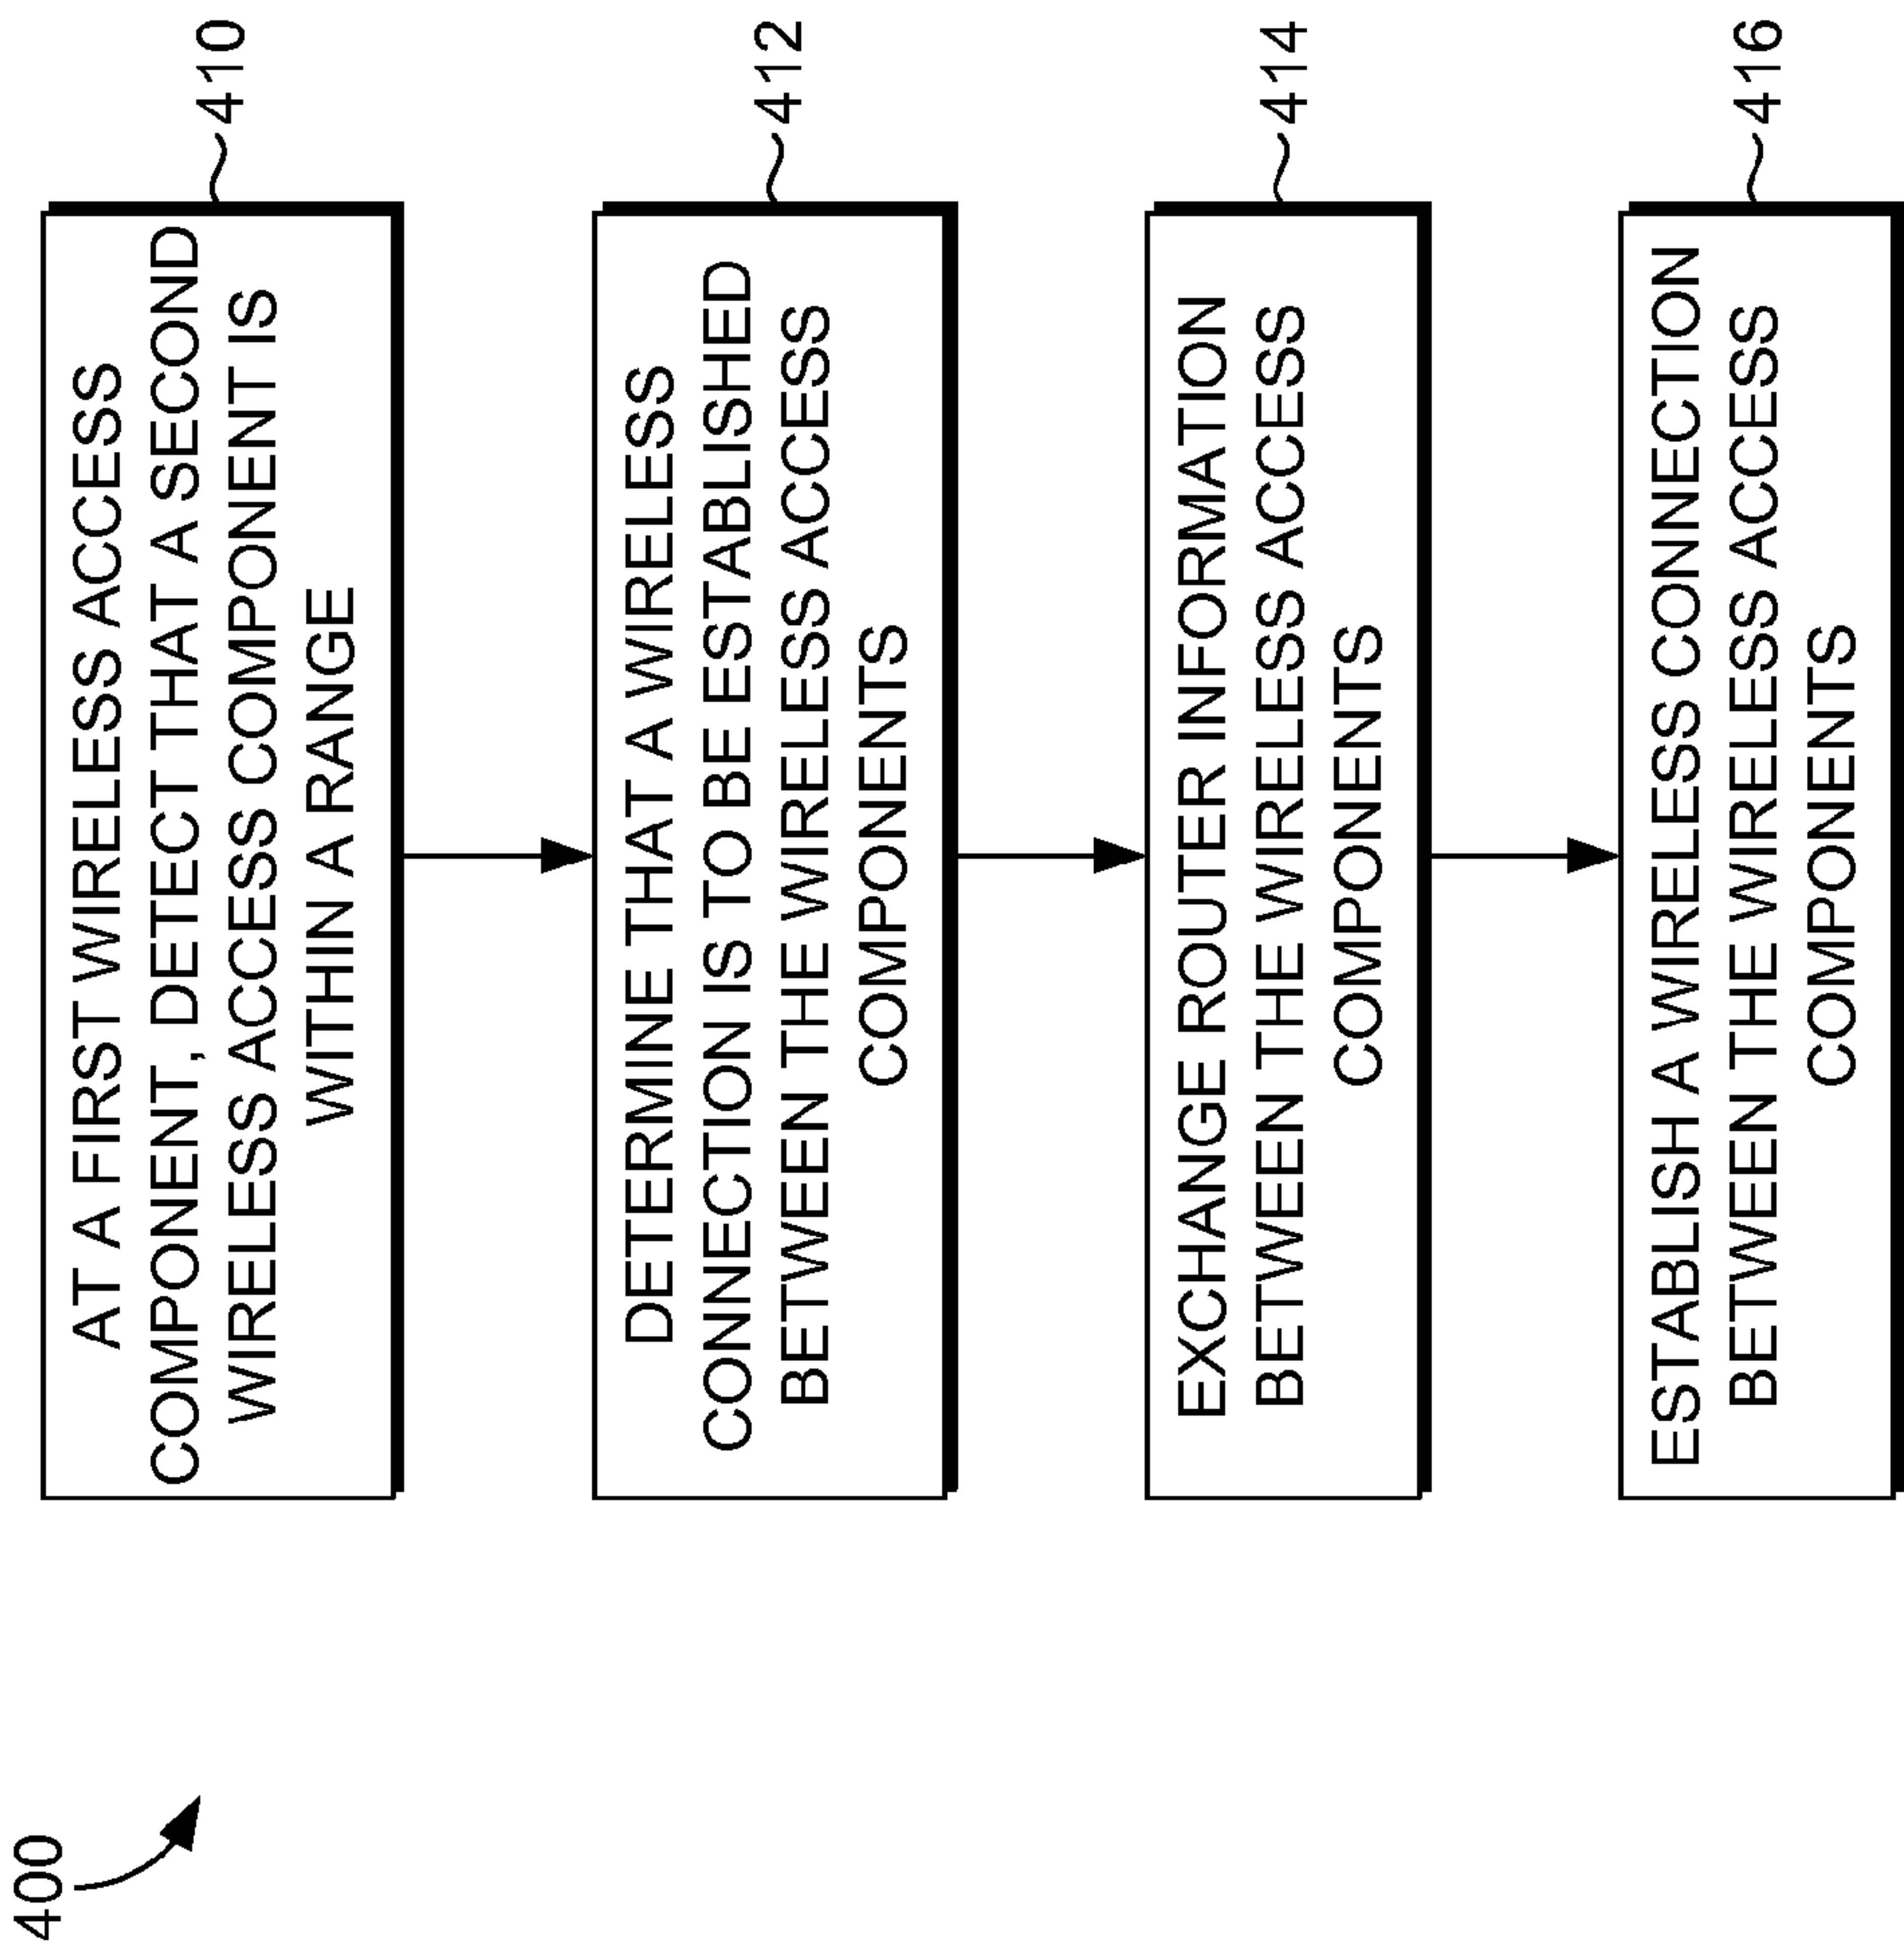 400
AT A FIRST WIRELESS ACCESS
COMPONENT, DETECT THAT A SECOND
WIRELESS ACCESS COMPONENT IS
WITHIN A RANGE
410
DETERMINE THAT A WIRELESS
CONNECTION IS TO BE ESTABLISHED
BETWEEN THE WIRELESS ACCESS
COMPONENTS
412
EXCHANGE ROUTER INFORMATION
BETWEEN THE WIRELESS ACCESS
COMPONENTS
414
ESTABLISH A WIRELESS CONNECTION
BETWEEN THE WIRELESS ACCESS
COMPONENTS
416